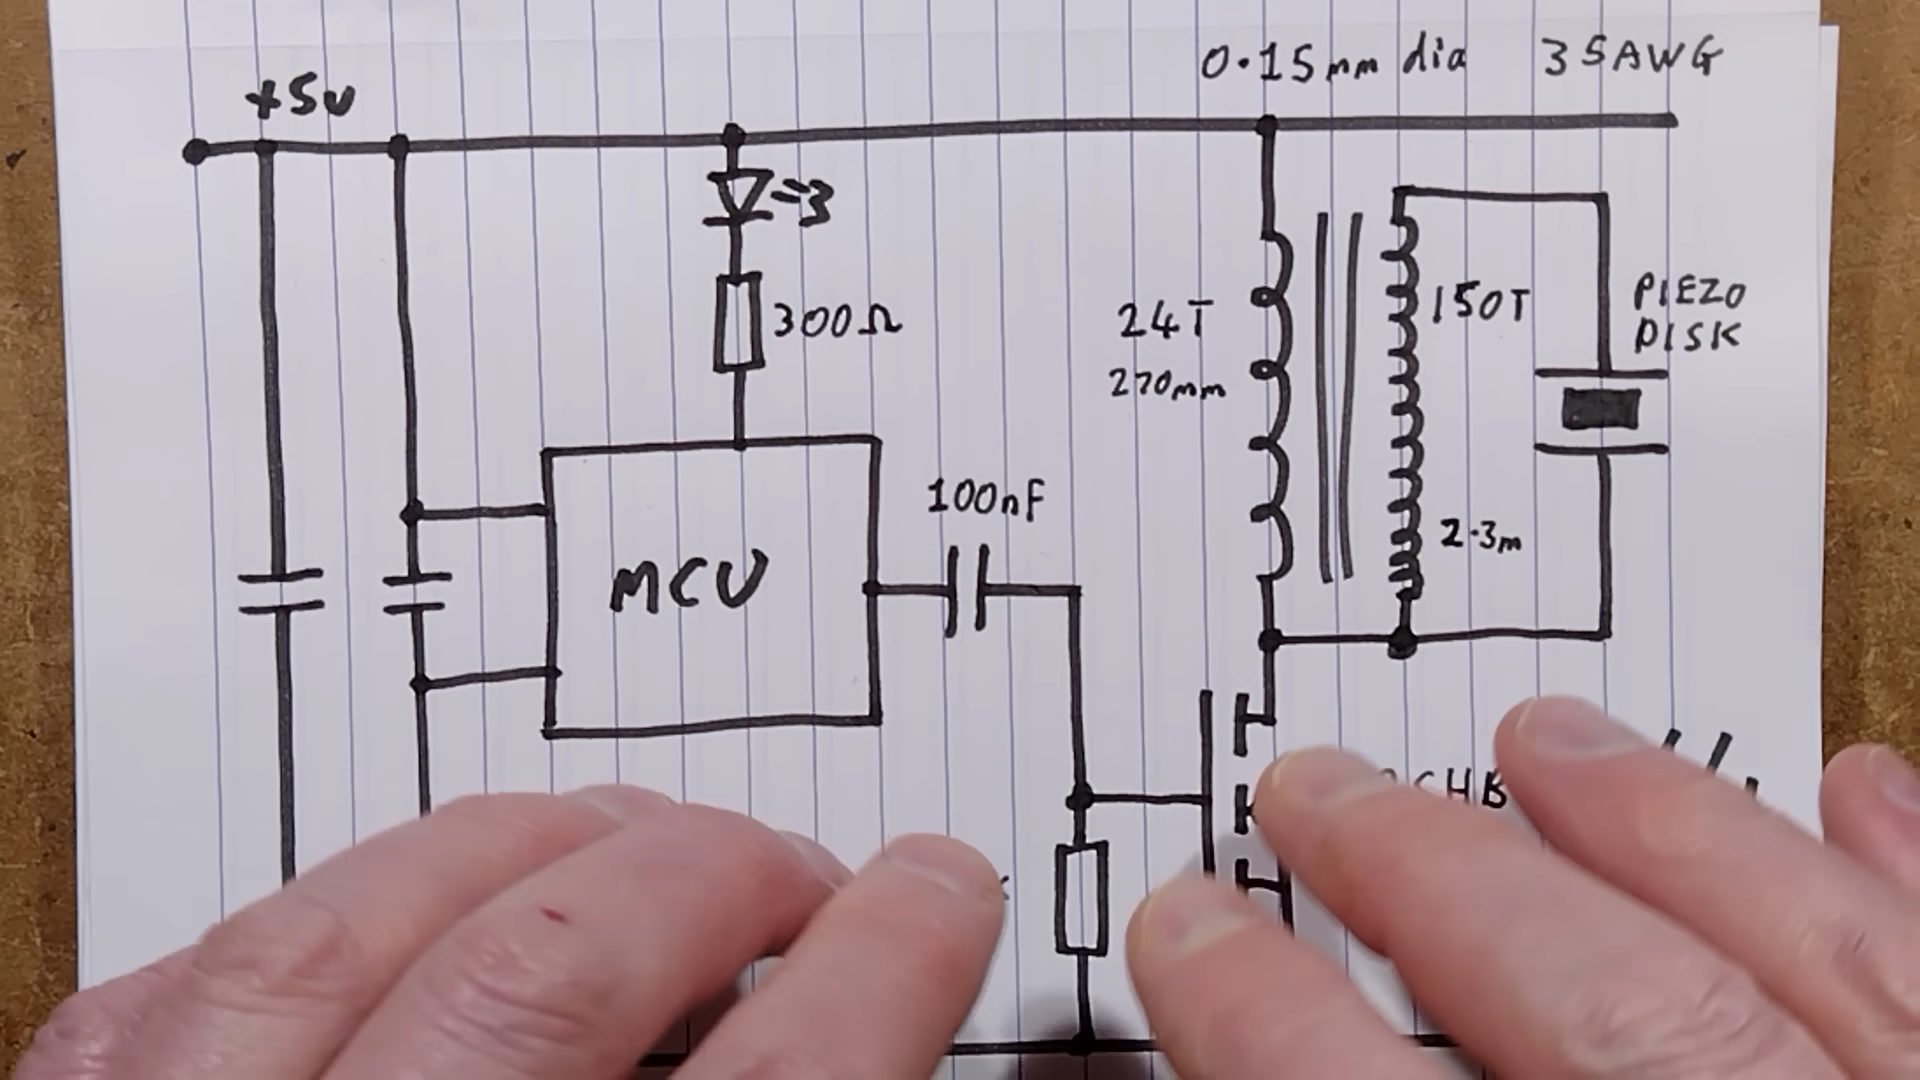 0.15mm dia 35AWG
+5v
300Ω
24T
270mm
150T
2.3m
PIEZO
DISK
100nF
MCU